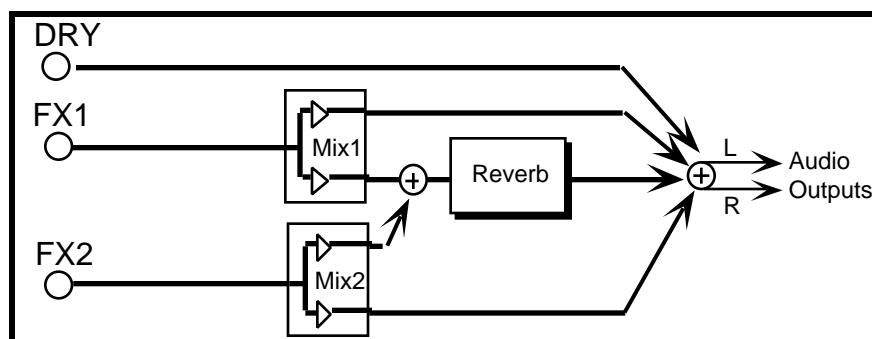 DRY
FX1
Mix1
Reverb
L
Audio
Outputs
R
FX2
Mix2